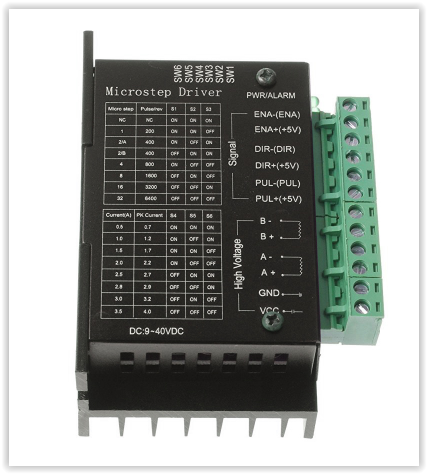 SW6
SW5
SW4
SW3
SW2
SW1
Microstep Driver
PWR/ALARM
Micro step Pulse/rev S1 S2 S3
NC NC ON ON ON
1 200 ON ON OFF
2/A 400 ON OFF ON
2/B 400 OFF ON ON
4 800 ON OFF OFF
8 1600 OFF ON OFF
16 3200 OFF OFF ON
32 6400 OFF OFF OFF
Current(A) PK Current S4 S5 S6
0.5 0.7 ON ON ON
1.0 1.2 ON OFF ON
1.5 1.7 ON ON OFF
2.0 2.2 ON OFF OFF
2.5 2.7 OFF ON ON
2.8 2.9 OFF OFF ON
3.0 3.2 OFF ON OFF
3.5 4.0 OFF OFF OFF
DC:9~40VDC
Signal
ENA-(ENA)
ENA+(+5V)
DIR-(DIR)
DIR+(+5V)
PUL-(PUL)
PUL+(+5V)
High Voltage
B-
B+
A-
A+
GND
VCC